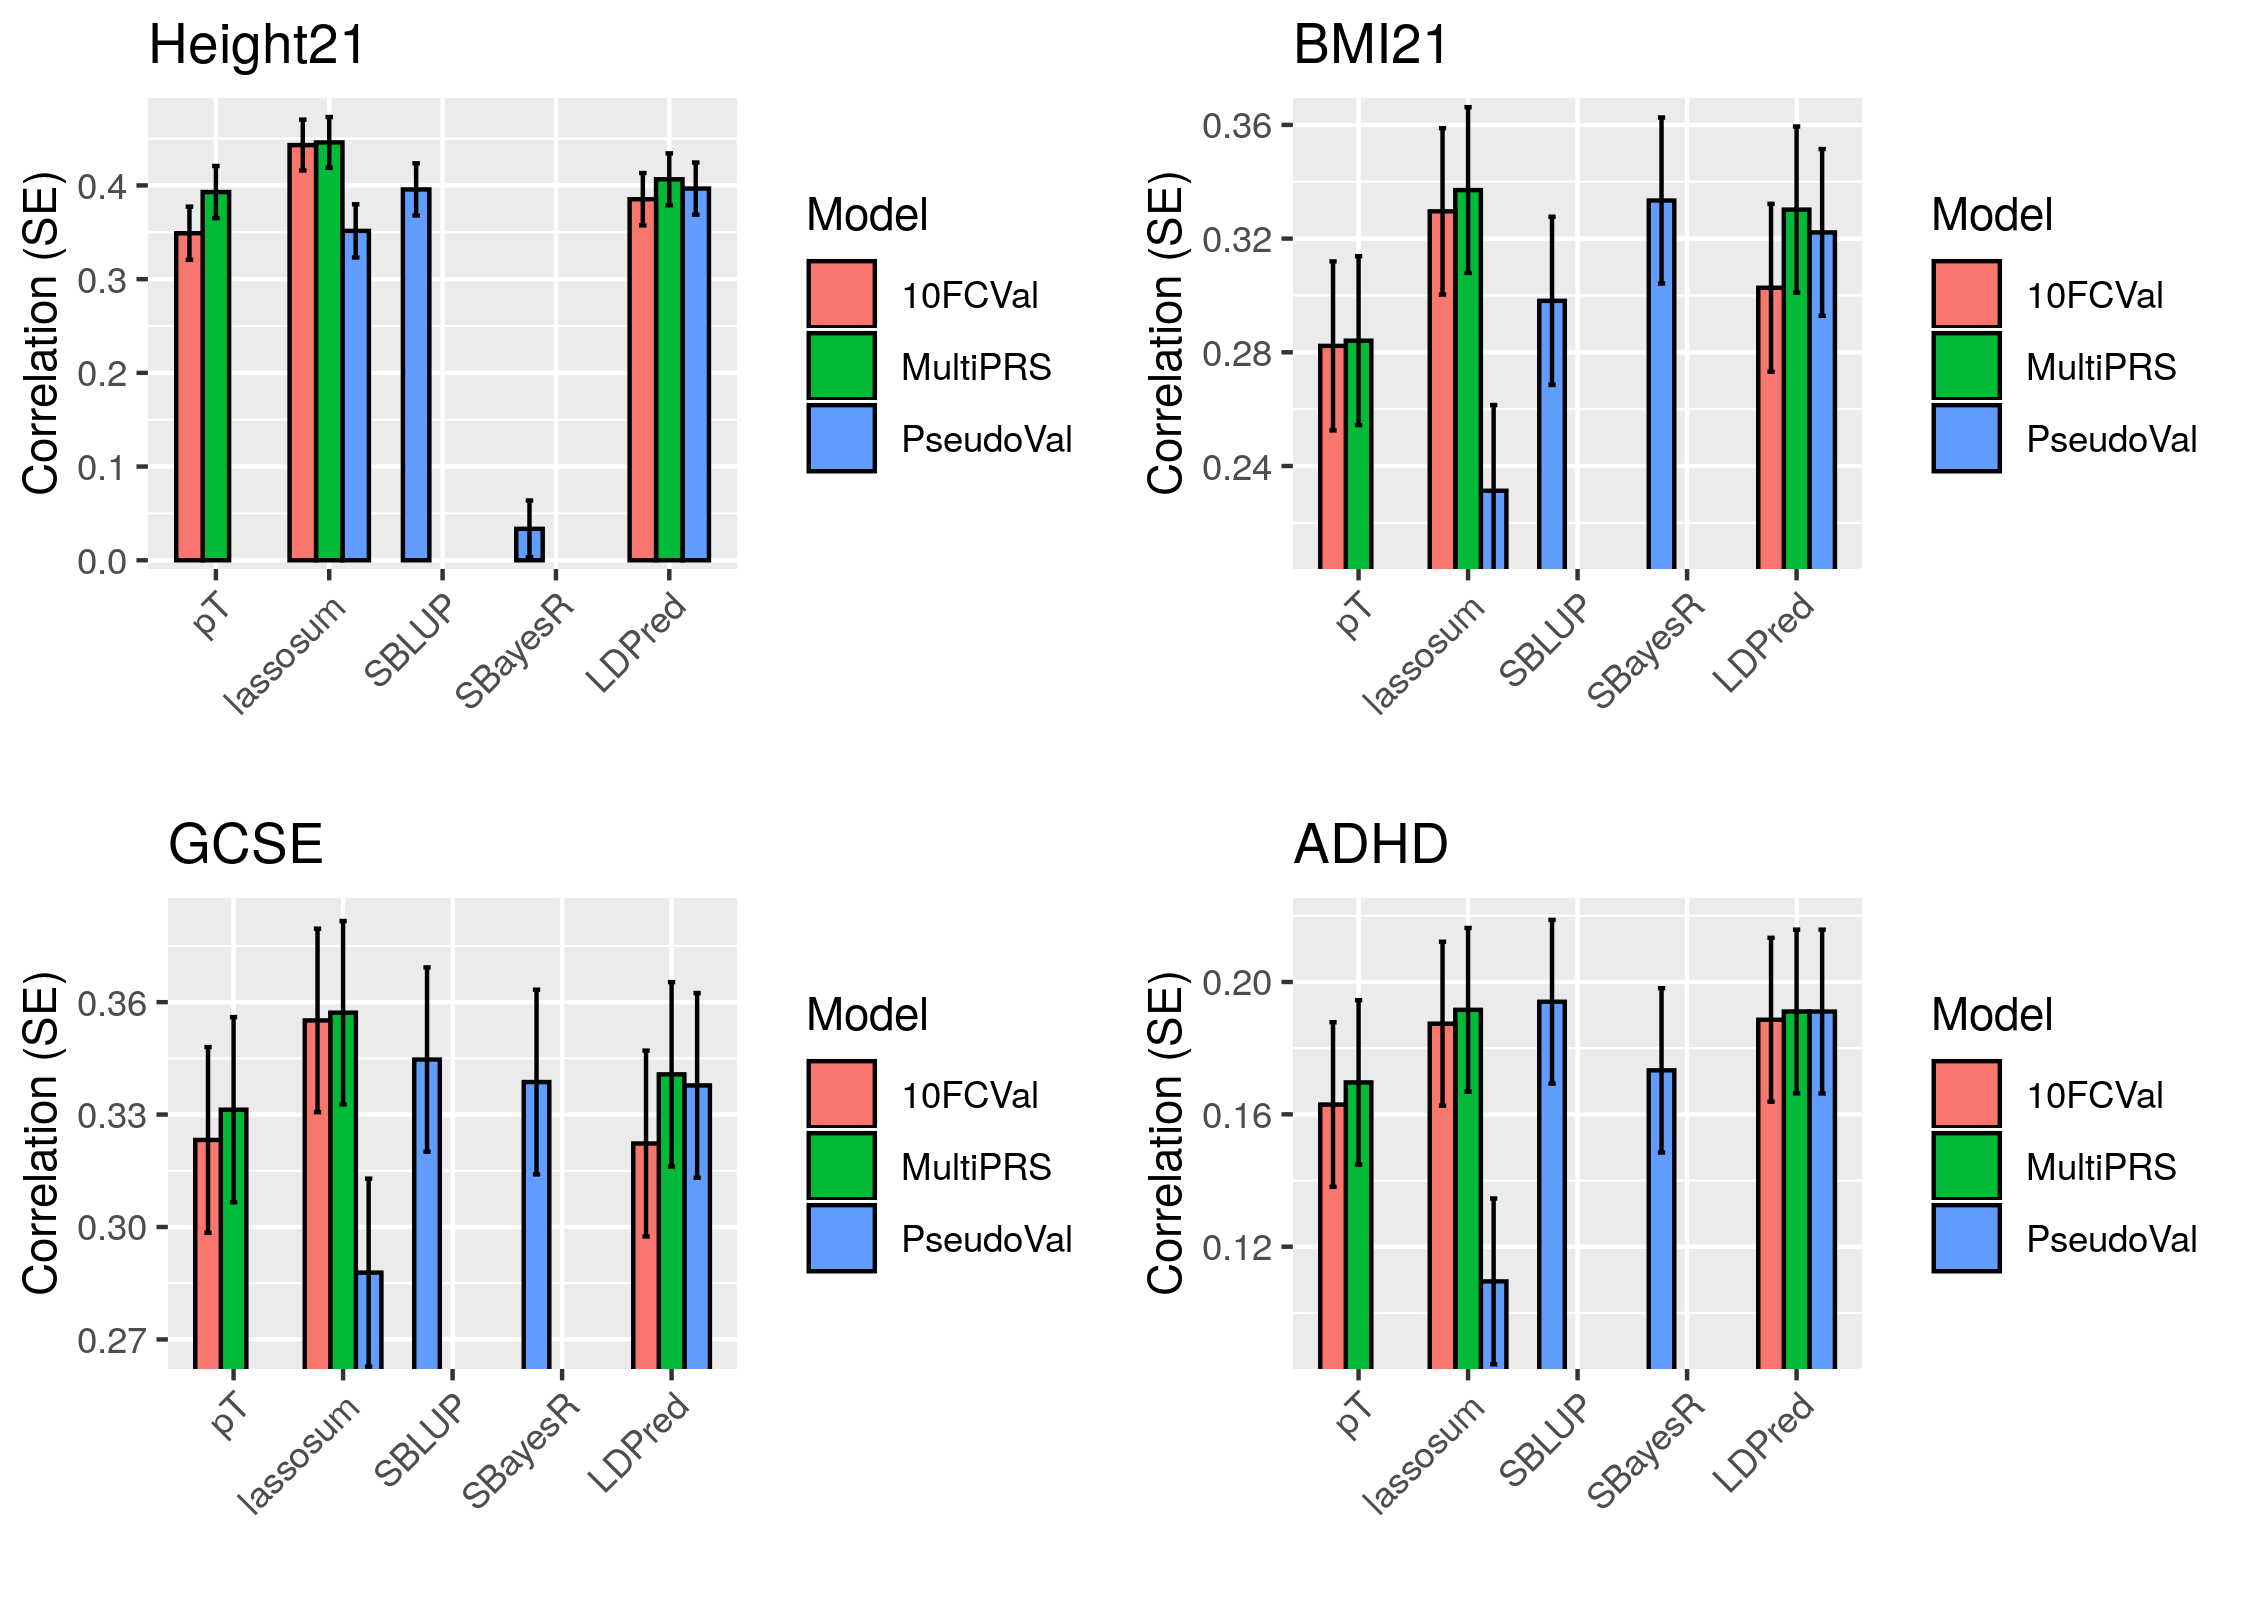 Height21
Correlation (SE)
0.4
0.3
0.2
0.1
0.0
pT
lassosum
SBLUP
SBayesR
LDPred
Model
10FCVal
MultiPRS
PseudoVal
BMI21
Correlation (SE)
0.36
0.32
0.28
0.24
pT
lassosum
SBLUP
SBayesR
LDPred
Model
10FCVal
MultiPRS
PseudoVal
GCSE
Correlation (SE)
0.36
0.33
0.30
0.27
pT
lassosum
SBLUP
SBayesR
LDPred
Model
10FCVal
MultiPRS
PseudoVal
ADHD
Correlation (SE)
0.20
0.16
0.12
pT
lassosum
SBLUP
SBayesR
LDPred
Model
10FCVal
MultiPRS
PseudoVal